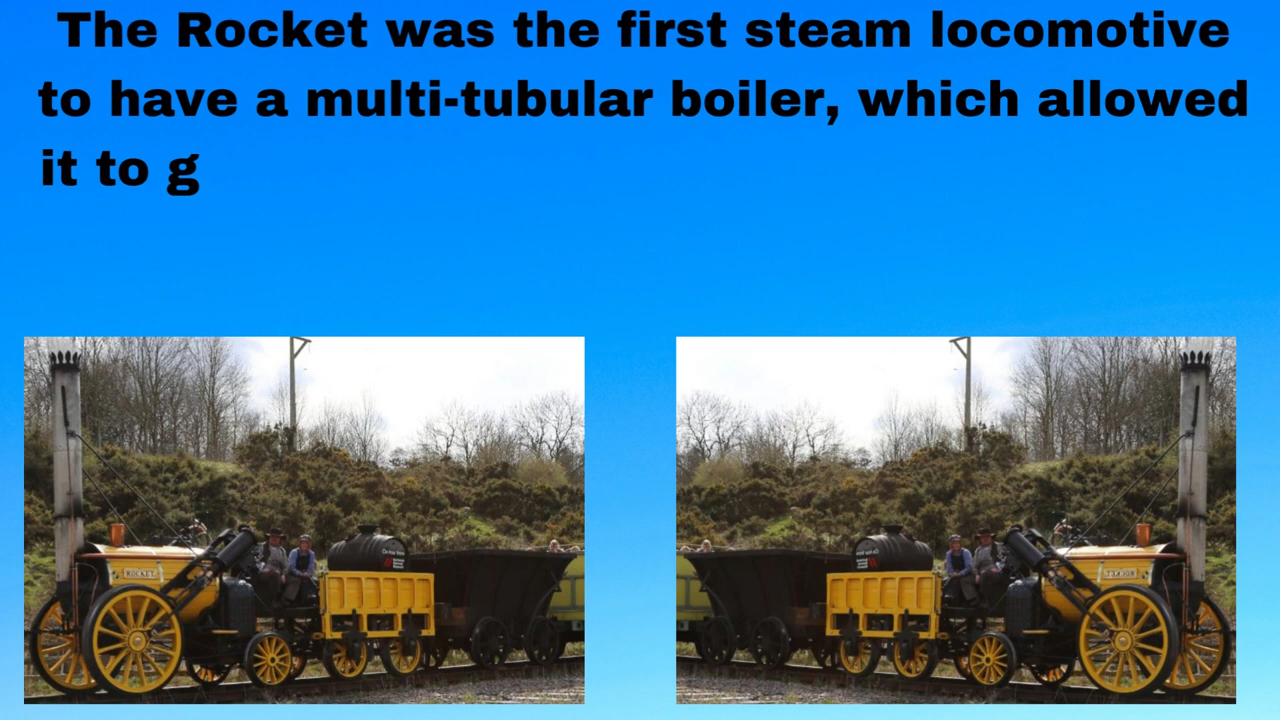 The Rocket was the first steam locomotive
to have a multi-tubular boiler, which allowed
it to g
ROCKET